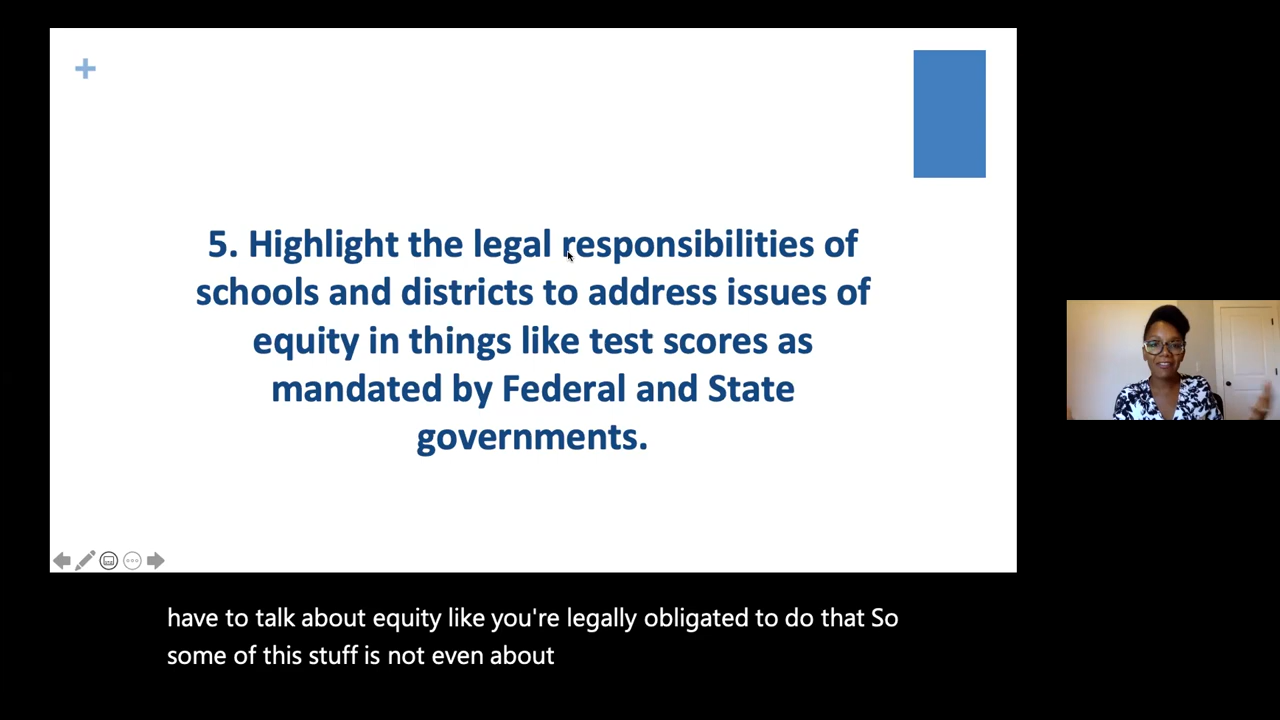 5. Highlight the legal responsibilities of
schools and districts to address issues of
equity in things like test scores as
mandated by Federal and State
governments.
have to talk about equity like you're legally obligated to do that So
some of this stuff is not even about